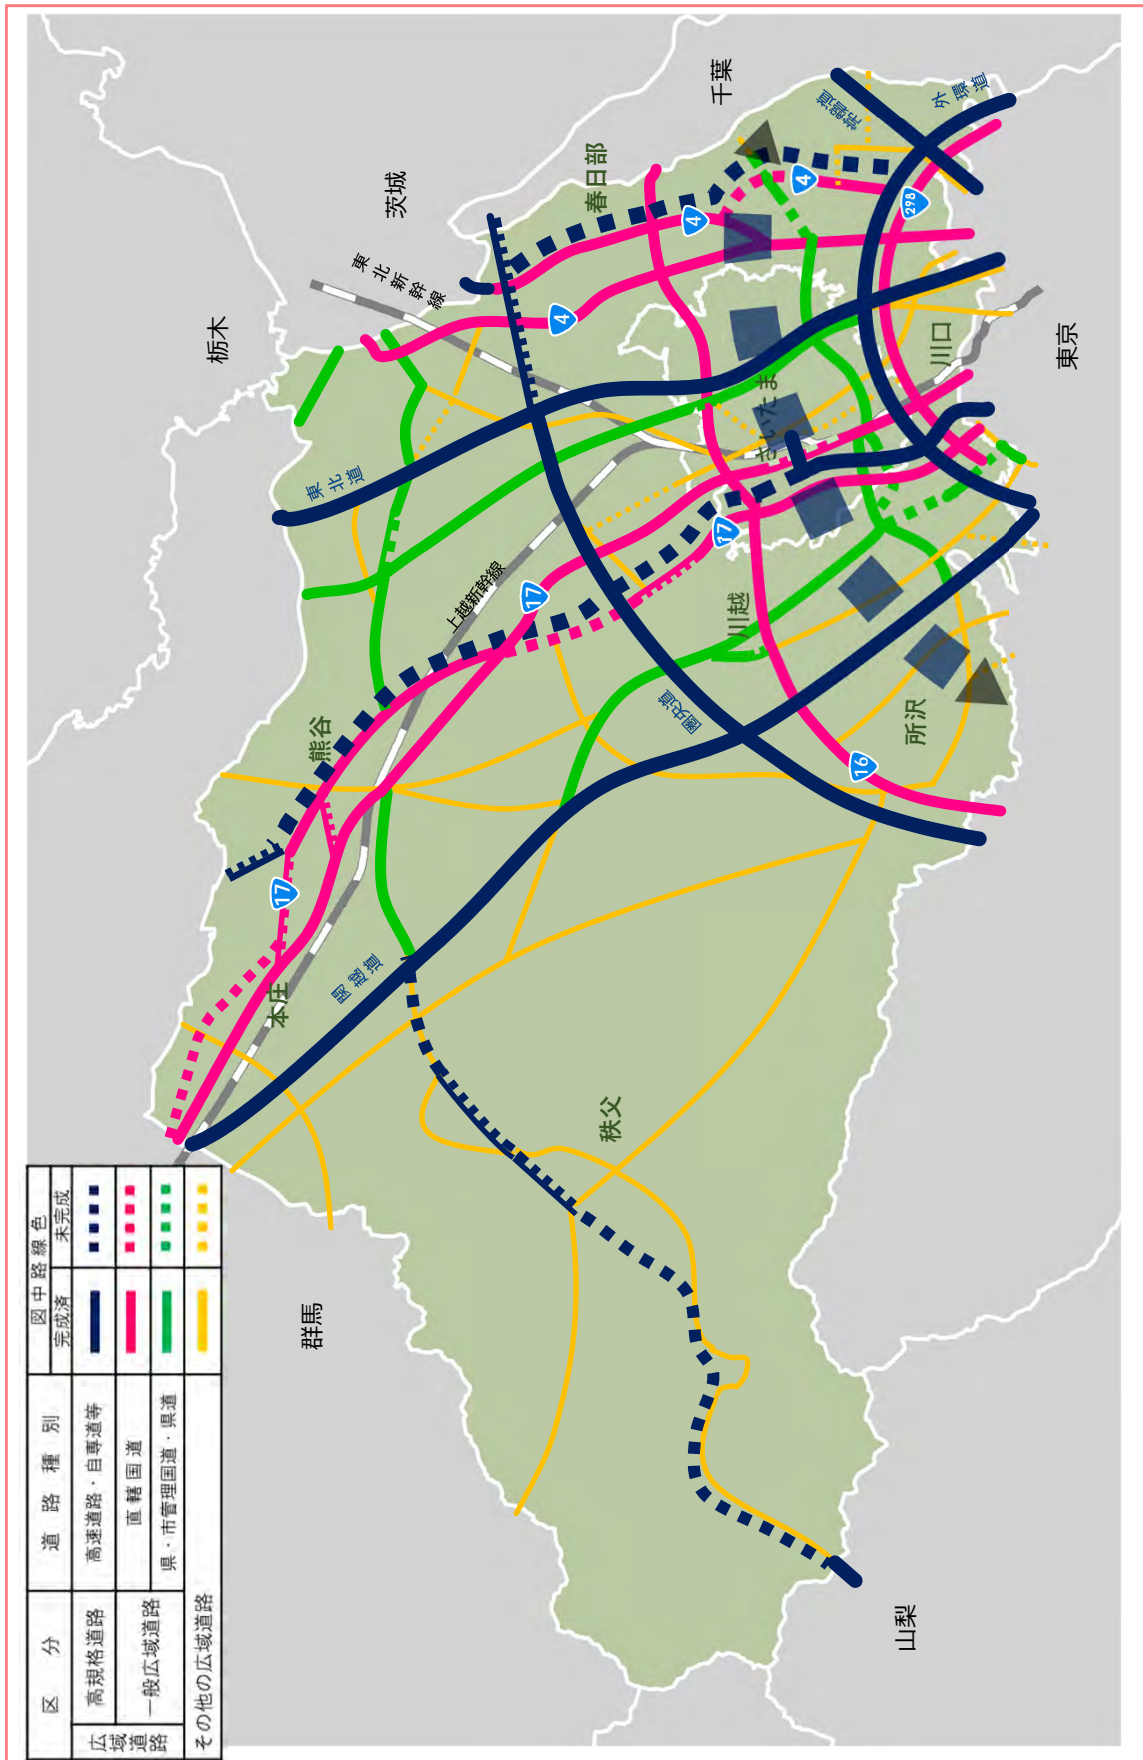 区分
道路種別
図中路線色
完成済
未完成
広域道路
高規格道路
高速道路・自専道等
一般広域道路
直轄国道
県・市管理国道・県道
その他の広域道路
群馬
栃木
茨城
千葉
東京
山梨
本庄
熊谷
秩父
川越
所沢
さいたま
川口
春日部
関越道
東北道
圏央道
常磐道
外環道
上越新幹線
東北新幹線
17
17
17
16
4
4
4
298